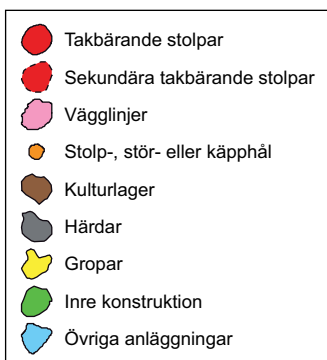 Takbärande stolpar
Sekundära takbärande stolpar
Vägglinjer
Stolp-, stör- eller käpphål
Kulturlager
Härdar
Gropar
Inre konstruktion
Övriga anläggningar